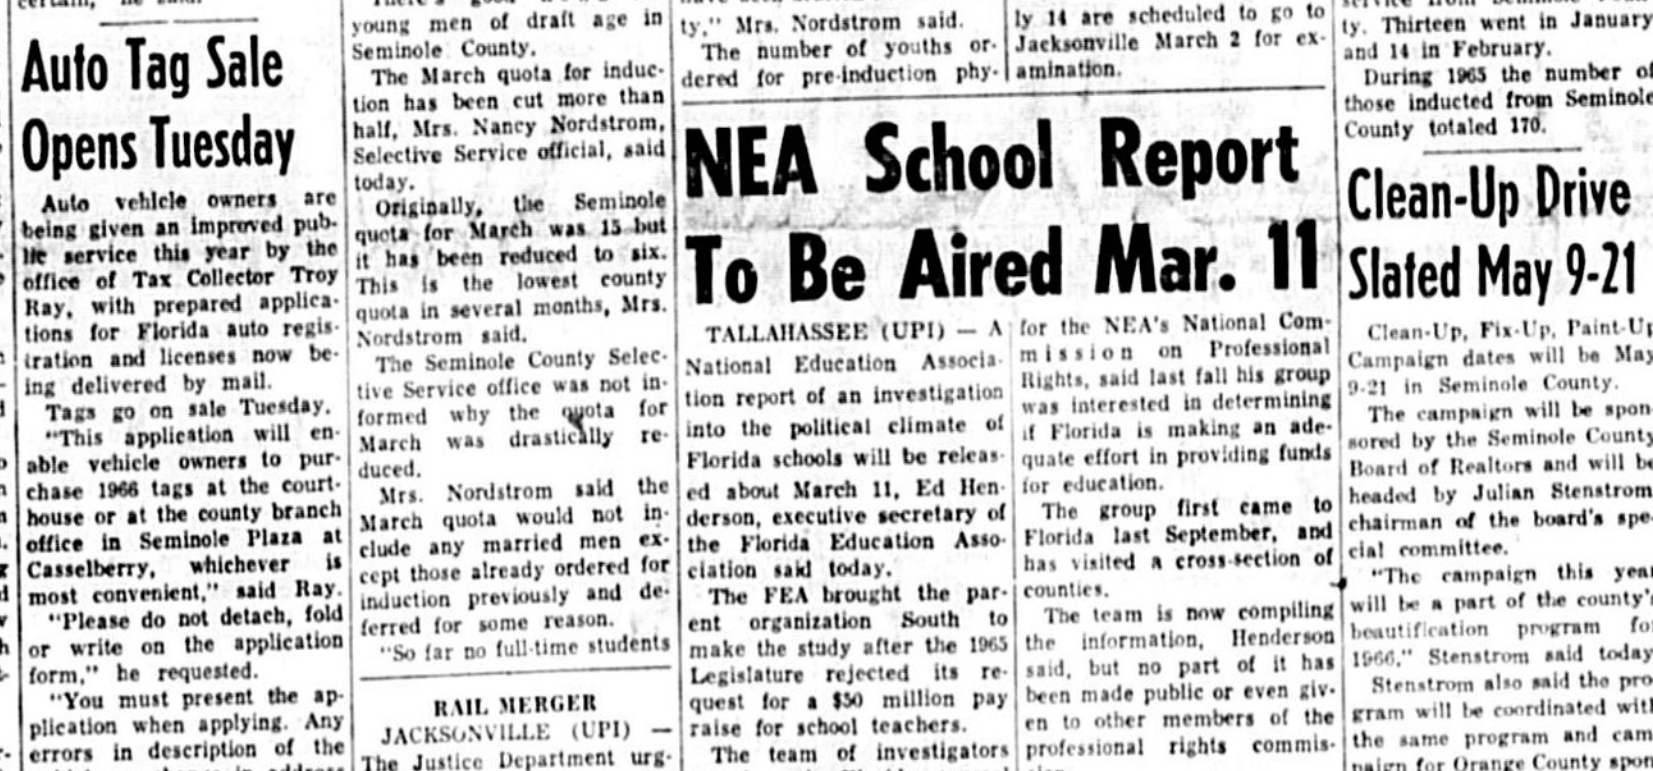 Auto Tag Sale
Opens Tuesday
Auto vehicle owners are
being given an improved pub-
lic service this year by the
office of Tax Collector Troy
Ray, with prepared applica-
tions for Florida auto regis-
tration and licenses now be-
ing delivered by mail.
Tags go on sale Tuesday.
"This application will en-
able vehicle owners to pur-
chase 1966 tags at the court-
house or at the county branch
office in Seminole Plaza at
Casselberry, whichever is
most convenient," said Ray.
"Please do not detach, fold
or write on the application
form," he requested.
"You must present the ap-
plication when applying. Any
errors in description of the
young men of draft age in
Seminole County.
The March quota for induc-
tion has been cut more than
half, Mrs. Nancy Nordstrom,
Selective Service official, said
today.
Originally, the Seminole
quota for March was 15 but
it has been reduced to six.
This is the lowest county
quota in several months, Mrs.
Nordstrom said.
The Seminole County Selec-
tive Service office was not in-
formed why the quota for
March was drastically re-
duced.
Mrs. Nordstrom said the
March quota would not in-
clude any married men ex-
cept those already ordered for
induction previously and de-
ferred for some reason.
"So far no full-time students
RAIL MERGER
JACKSONVILLE (UPI) —
The Justice Department urg-
ty," Mrs. Nordstrom said.
The number of youths or-
dered for pre-induction phy-
ly 14 are scheduled to go to
Jacksonville March 2 for ex-
amination.
NEA School Report
To Be Aired Mar. 11
TALLAHASSEE (UPI) — A
National Education Associa-
tion report of an investigation
into the political climate of
Florida schools will be releas-
ed about March 11, Ed Hen-
derson, executive secretary of
the Florida Education Asso-
ciation said today.
The FEA brought the par-
ent organization South to
make the study after the 1965
Legislature rejected its re-
quest for a $50 million pay
raise for school teachers.
The team of investigators
for the NEA's National Com-
mission on Professional
Rights, said last fall his group
was interested in determining
if Florida is making an ade-
quate effort in providing funds
for education.
The group first came to
Florida last September, and
has visited a cross-section of
counties.
The team is now compiling
the information, Henderson
said, but no part of it has
been made public or even giv-
en to other members of the
professional rights commis-
ty. Thirteen went in January
and 14 in February.
During 1965 the number of
those inducted from Seminole
County totaled 170.
Clean-Up Drive
Slated May 9-21
Clean-Up, Fix-Up, Paint-Up
Campaign dates will be May
9-21 in Seminole County.
The campaign will be spon
sored by the Seminole County
Board of Realtors and will be
headed by Julian Stenstrom
chairman of the board's spe-
cial committee.
"The campaign this year
will be a part of the county's
beautification program for
1966," Stenstrom said today
Stenstrom also said the pro
gram will be coordinated with
the same program and cam
paign for Orange County spon